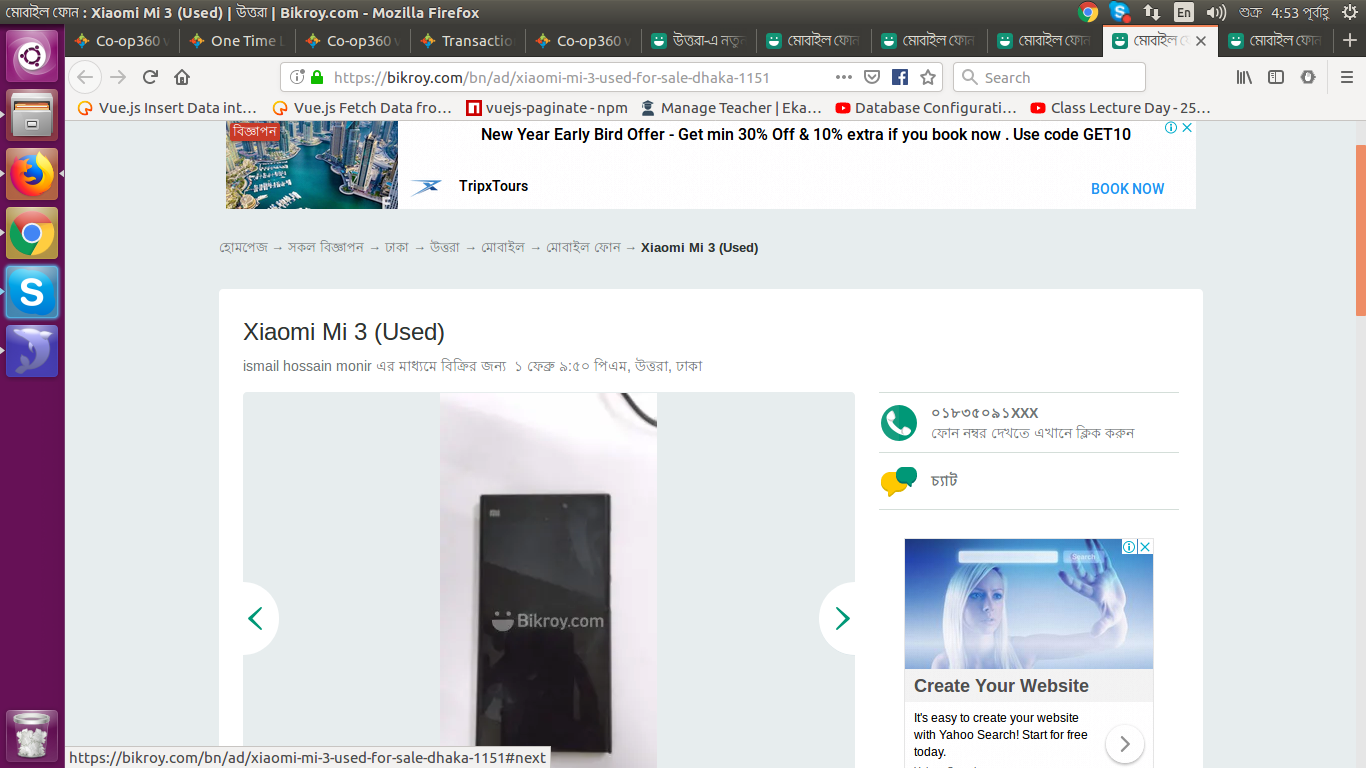 মোবাইল ফোন : Xiaomi Mi 3 (Used) | উত্তরা | Bikroy.com - Mozilla Firefox
En
শুক্র 4:53 পূর্বাহ্ণ
Co-op360 v
One Time L
Co-op360 v
Transactio
Co-op360 v
উত্তরা-এ নতুন
মোবাইল ফোন
মোবাইল ফোন
মোবাইল ফোন
মোবাইল ফে
মোবাইল ফোন
https://bikroy.com/bn/ad/xiaomi-mi-3-used-for-sale-dhaka-1151
Search
Vue.js Insert Data int…
Vue.js Fetch Data fro…
vuejs-paginate - npm
Manage Teacher | Eka…
Database Configurati…
Class Lecture Day - 25…
বিজ্ঞাপন
New Year Early Bird Offer - Get min 30% Off & 10% extra if you book now . Use code GET10
TripxTours
BOOK NOW
হোমপেজ → সকল বিজ্ঞাপন → ঢাকা → উত্তরা → মোবাইল → মোবাইল ফোন → Xiaomi Mi 3 (Used)
Xiaomi Mi 3 (Used)
ismail hossain monir এর মাধ্যমে বিক্রির জন্য ১ ফেব্রু ৯:৫০ পিএম, উত্তরা, ঢাকা
mi
Bikroy.com
০১৮৩৫০৯১XXX
ফোন নম্বর দেখতে এখানে ক্লিক করুন
চ্যাট
Search
Create Your Website
It's easy to create your website
with Yahoo Search! Start for free
today.
https://bikroy.com/bn/ad/xiaomi-mi-3-used-for-sale-dhaka-1151#next